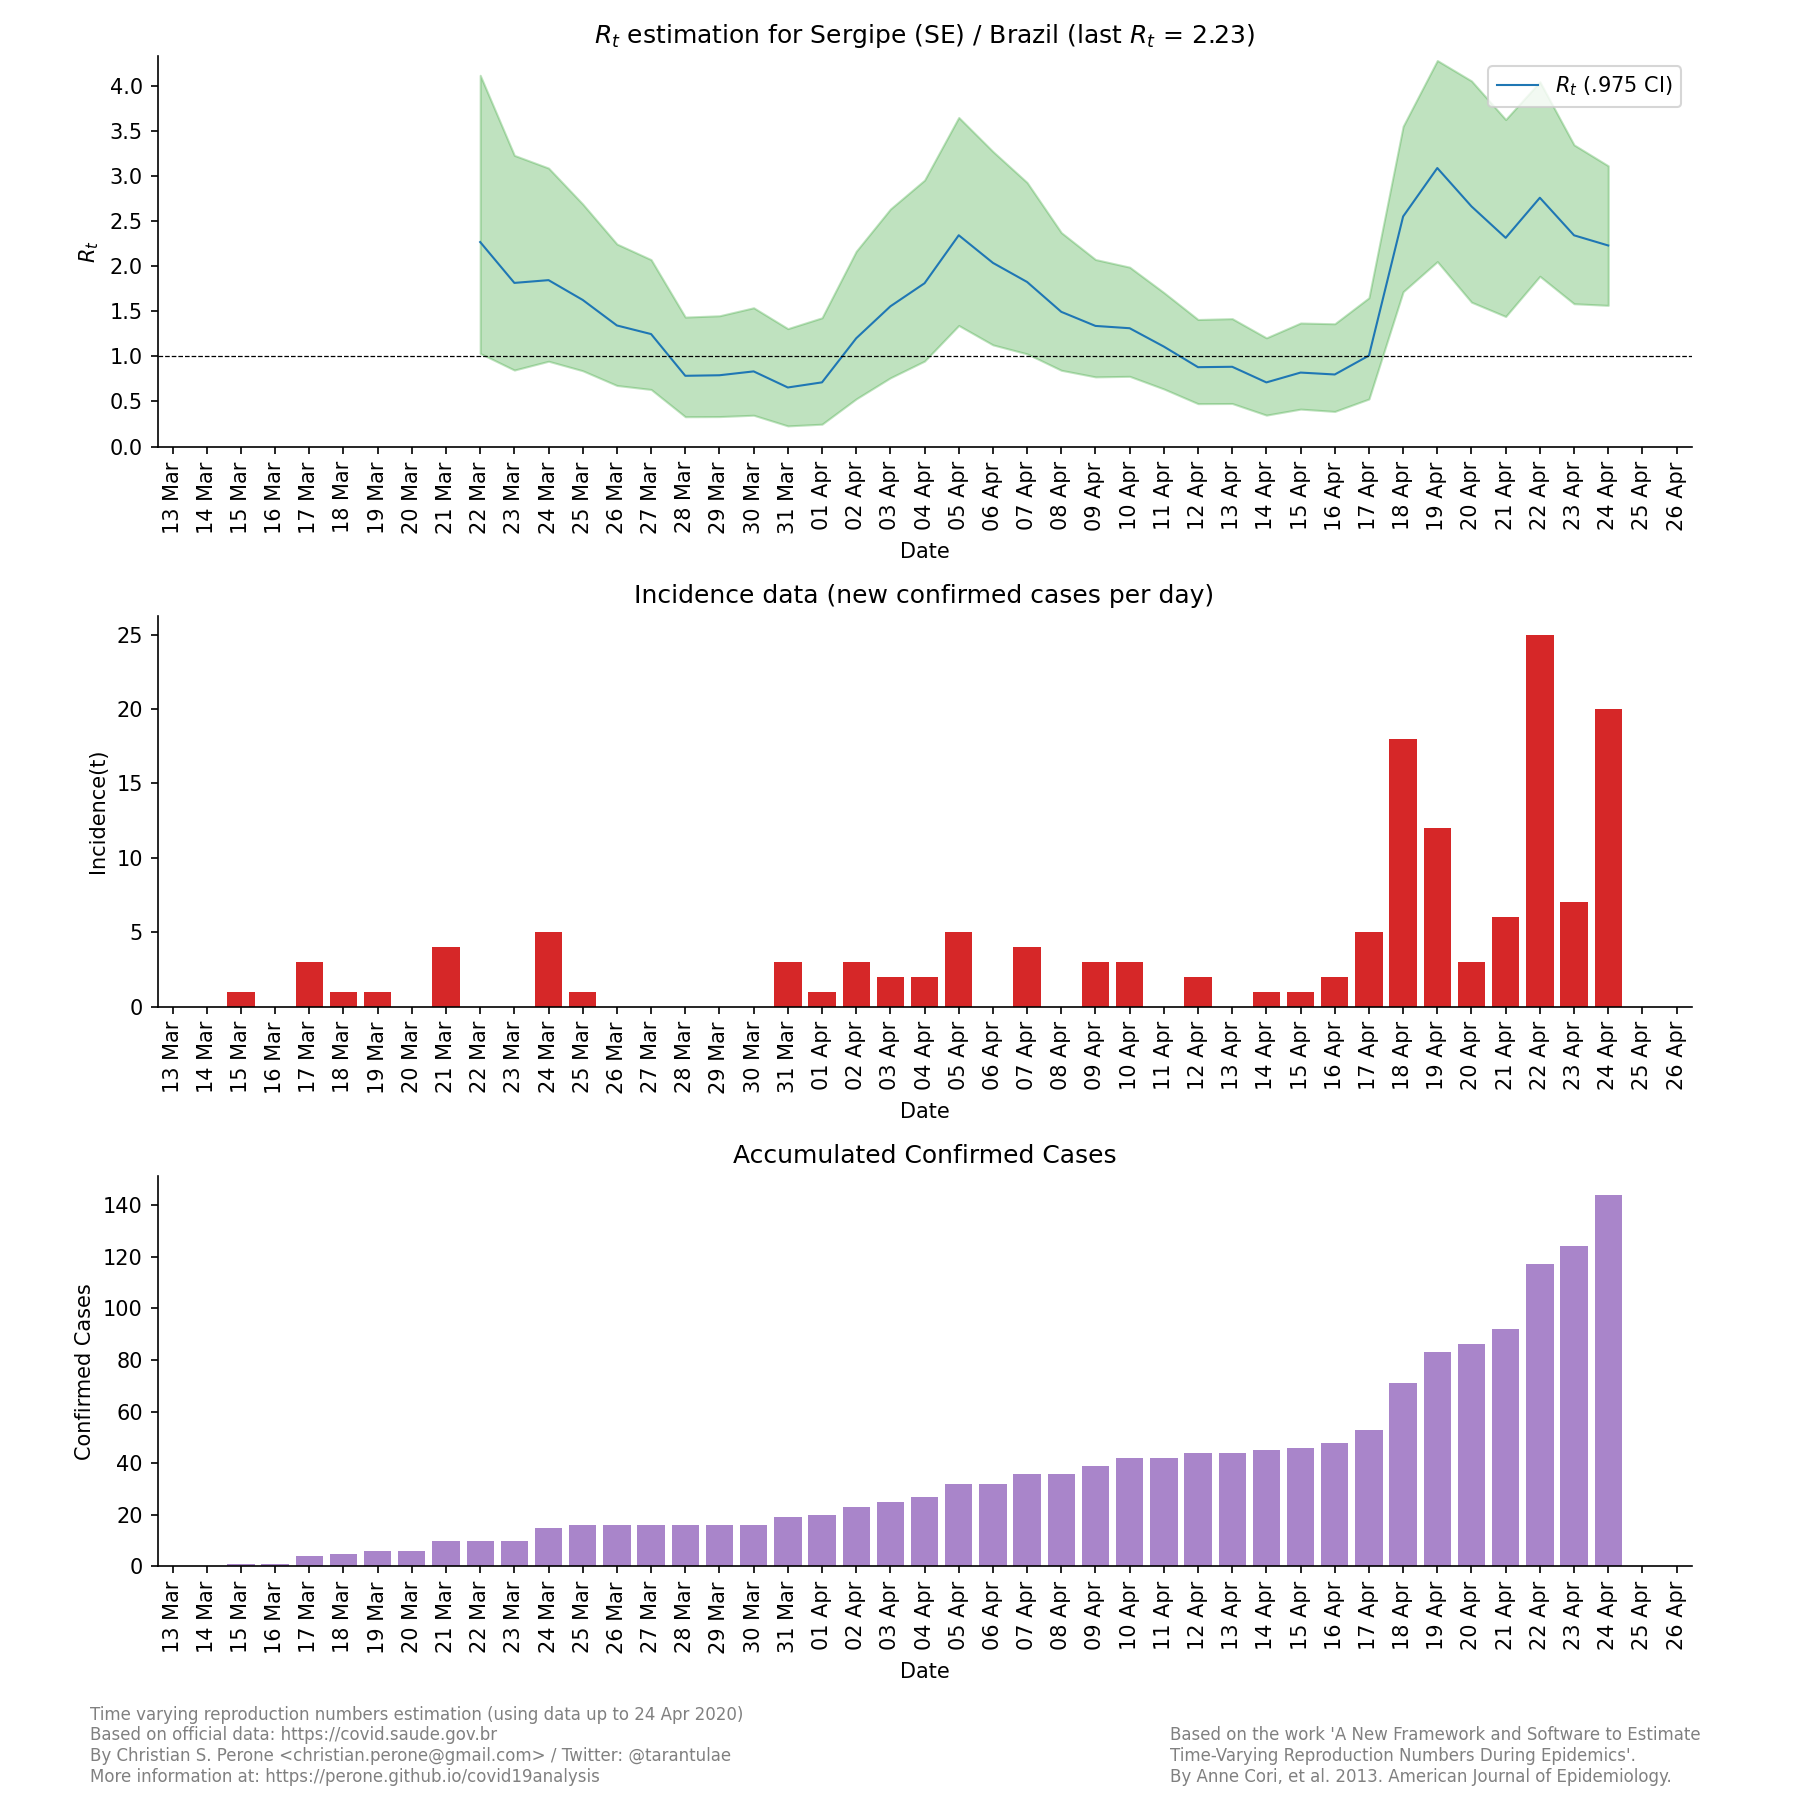 Rt estimation for Sergipe (SE) / Brazil (last Rt = 2.23)
Rt (.975 CI)
4.0
3.5
3.0
2.5
2.0
1.5
1.0
0.5
0.0
Rt
13 Mar 14 Mar 15 Mar 16 Mar 17 Mar 18 Mar 19 Mar 20 Mar 21 Mar 22 Mar 23 Mar 24 Mar 25 Mar 26 Mar 27 Mar 28 Mar 29 Mar 30 Mar 31 Mar 01 Apr 02 Apr 03 Apr 04 Apr 05 Apr 06 Apr 07 Apr 08 Apr 09 Apr 10 Apr 11 Apr 12 Apr 13 Apr 14 Apr 15 Apr 16 Apr 17 Apr 18 Apr 19 Apr 20 Apr 21 Apr 22 Apr 23 Apr 24 Apr 25 Apr 26 Apr
Date
Incidence data (new confirmed cases per day)
25
20
15
10
5
0
Incidence(t)
13 Mar 14 Mar 15 Mar 16 Mar 17 Mar 18 Mar 19 Mar 20 Mar 21 Mar 22 Mar 23 Mar 24 Mar 25 Mar 26 Mar 27 Mar 28 Mar 29 Mar 30 Mar 31 Mar 01 Apr 02 Apr 03 Apr 04 Apr 05 Apr 06 Apr 07 Apr 08 Apr 09 Apr 10 Apr 11 Apr 12 Apr 13 Apr 14 Apr 15 Apr 16 Apr 17 Apr 18 Apr 19 Apr 20 Apr 21 Apr 22 Apr 23 Apr 24 Apr 25 Apr 26 Apr
Date
Accumulated Confirmed Cases
140
120
100
80
60
40
20
0
Confirmed Cases
13 Mar 14 Mar 15 Mar 16 Mar 17 Mar 18 Mar 19 Mar 20 Mar 21 Mar 22 Mar 23 Mar 24 Mar 25 Mar 26 Mar 27 Mar 28 Mar 29 Mar 30 Mar 31 Mar 01 Apr 02 Apr 03 Apr 04 Apr 05 Apr 06 Apr 07 Apr 08 Apr 09 Apr 10 Apr 11 Apr 12 Apr 13 Apr 14 Apr 15 Apr 16 Apr 17 Apr 18 Apr 19 Apr 20 Apr 21 Apr 22 Apr 23 Apr 24 Apr 25 Apr 26 Apr
Date
Time varying reproduction numbers estimation (using data up to 24 Apr 2020)
Based on official data: https://covid.saude.gov.br
By Christian S. Perone <christian.perone@gmail.com> / Twitter: @tarantulae
More information at: https://perone.github.io/covid19analysis
Based on the work 'A New Framework and Software to Estimate
Time-Varying Reproduction Numbers During Epidemics'.
By Anne Cori, et al. 2013. American Journal of Epidemiology.